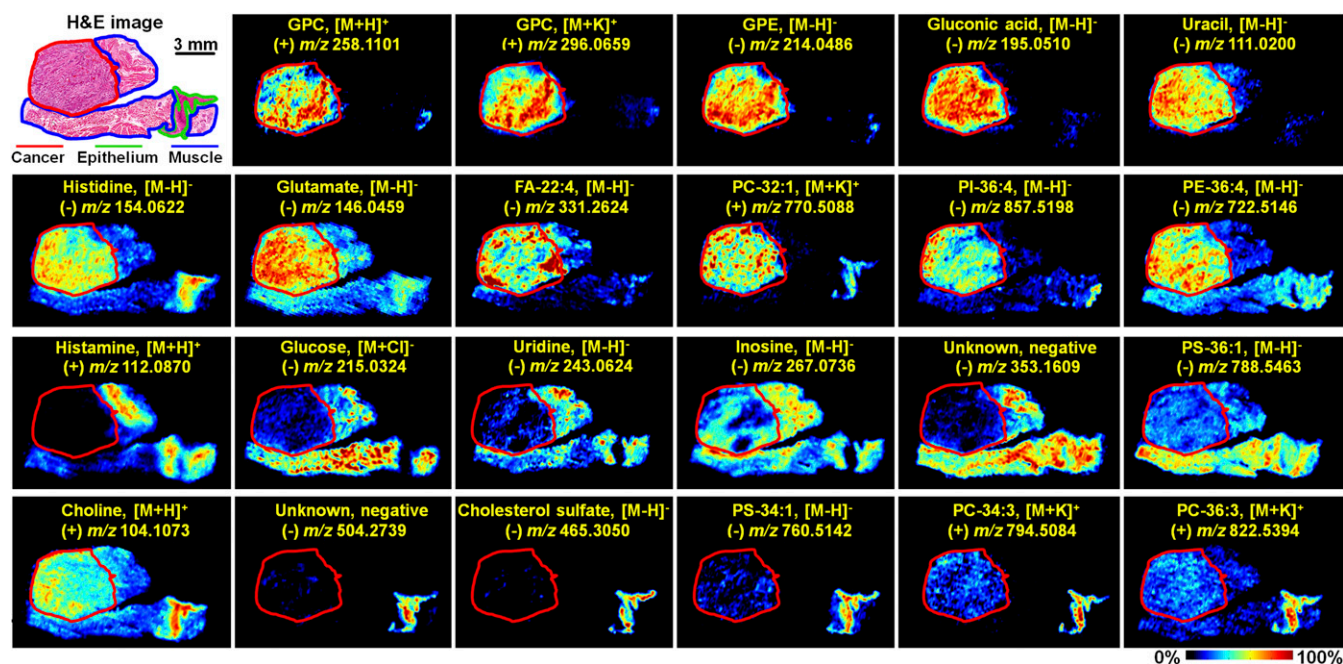 H&E image
3 mm
Cancer Epithelium Muscle
GPC, [M+H]⁺
(+) m/z 258.1101
GPC, [M+K]⁺
(+) m/z 296.0659
GPE, [M-H]⁻
(-) m/z 214.0486
Gluconic acid, [M-H]⁻
(-) m/z 195.0510
Uracil, [M-H]⁻
(-) m/z 111.0200
Histidine, [M-H]⁻
(-) m/z 154.0622
Glutamate, [M-H]⁻
(-) m/z 146.0459
FA-22:4, [M-H]⁻
(-) m/z 331.2624
PC-32:1, [M+K]⁺
(+) m/z 770.5088
PI-36:4, [M-H]⁻
(-) m/z 857.5198
PE-36:4, [M-H]⁻
(-) m/z 722.5146
Histamine, [M+H]⁺
(+) m/z 112.0870
Glucose, [M+Cl]⁻
(-) m/z 215.0324
Uridine, [M-H]⁻
(-) m/z 243.0624
Inosine, [M-H]⁻
(-) m/z 267.0736
Unknown, negative
(-) m/z 353.1609
PS-36:1, [M-H]⁻
(-) m/z 788.5463
Choline, [M+H]⁺
(+) m/z 104.1073
Unknown, negative
(-) m/z 504.2739
Cholesterol sulfate, [M-H]⁻
(-) m/z 465.3050
PS-34:1, [M-H]⁻
(-) m/z 760.5142
PC-34:3, [M+K]⁺
(+) m/z 794.5084
PC-36:3, [M+K]⁺
(+) m/z 822.5394
0% 100%